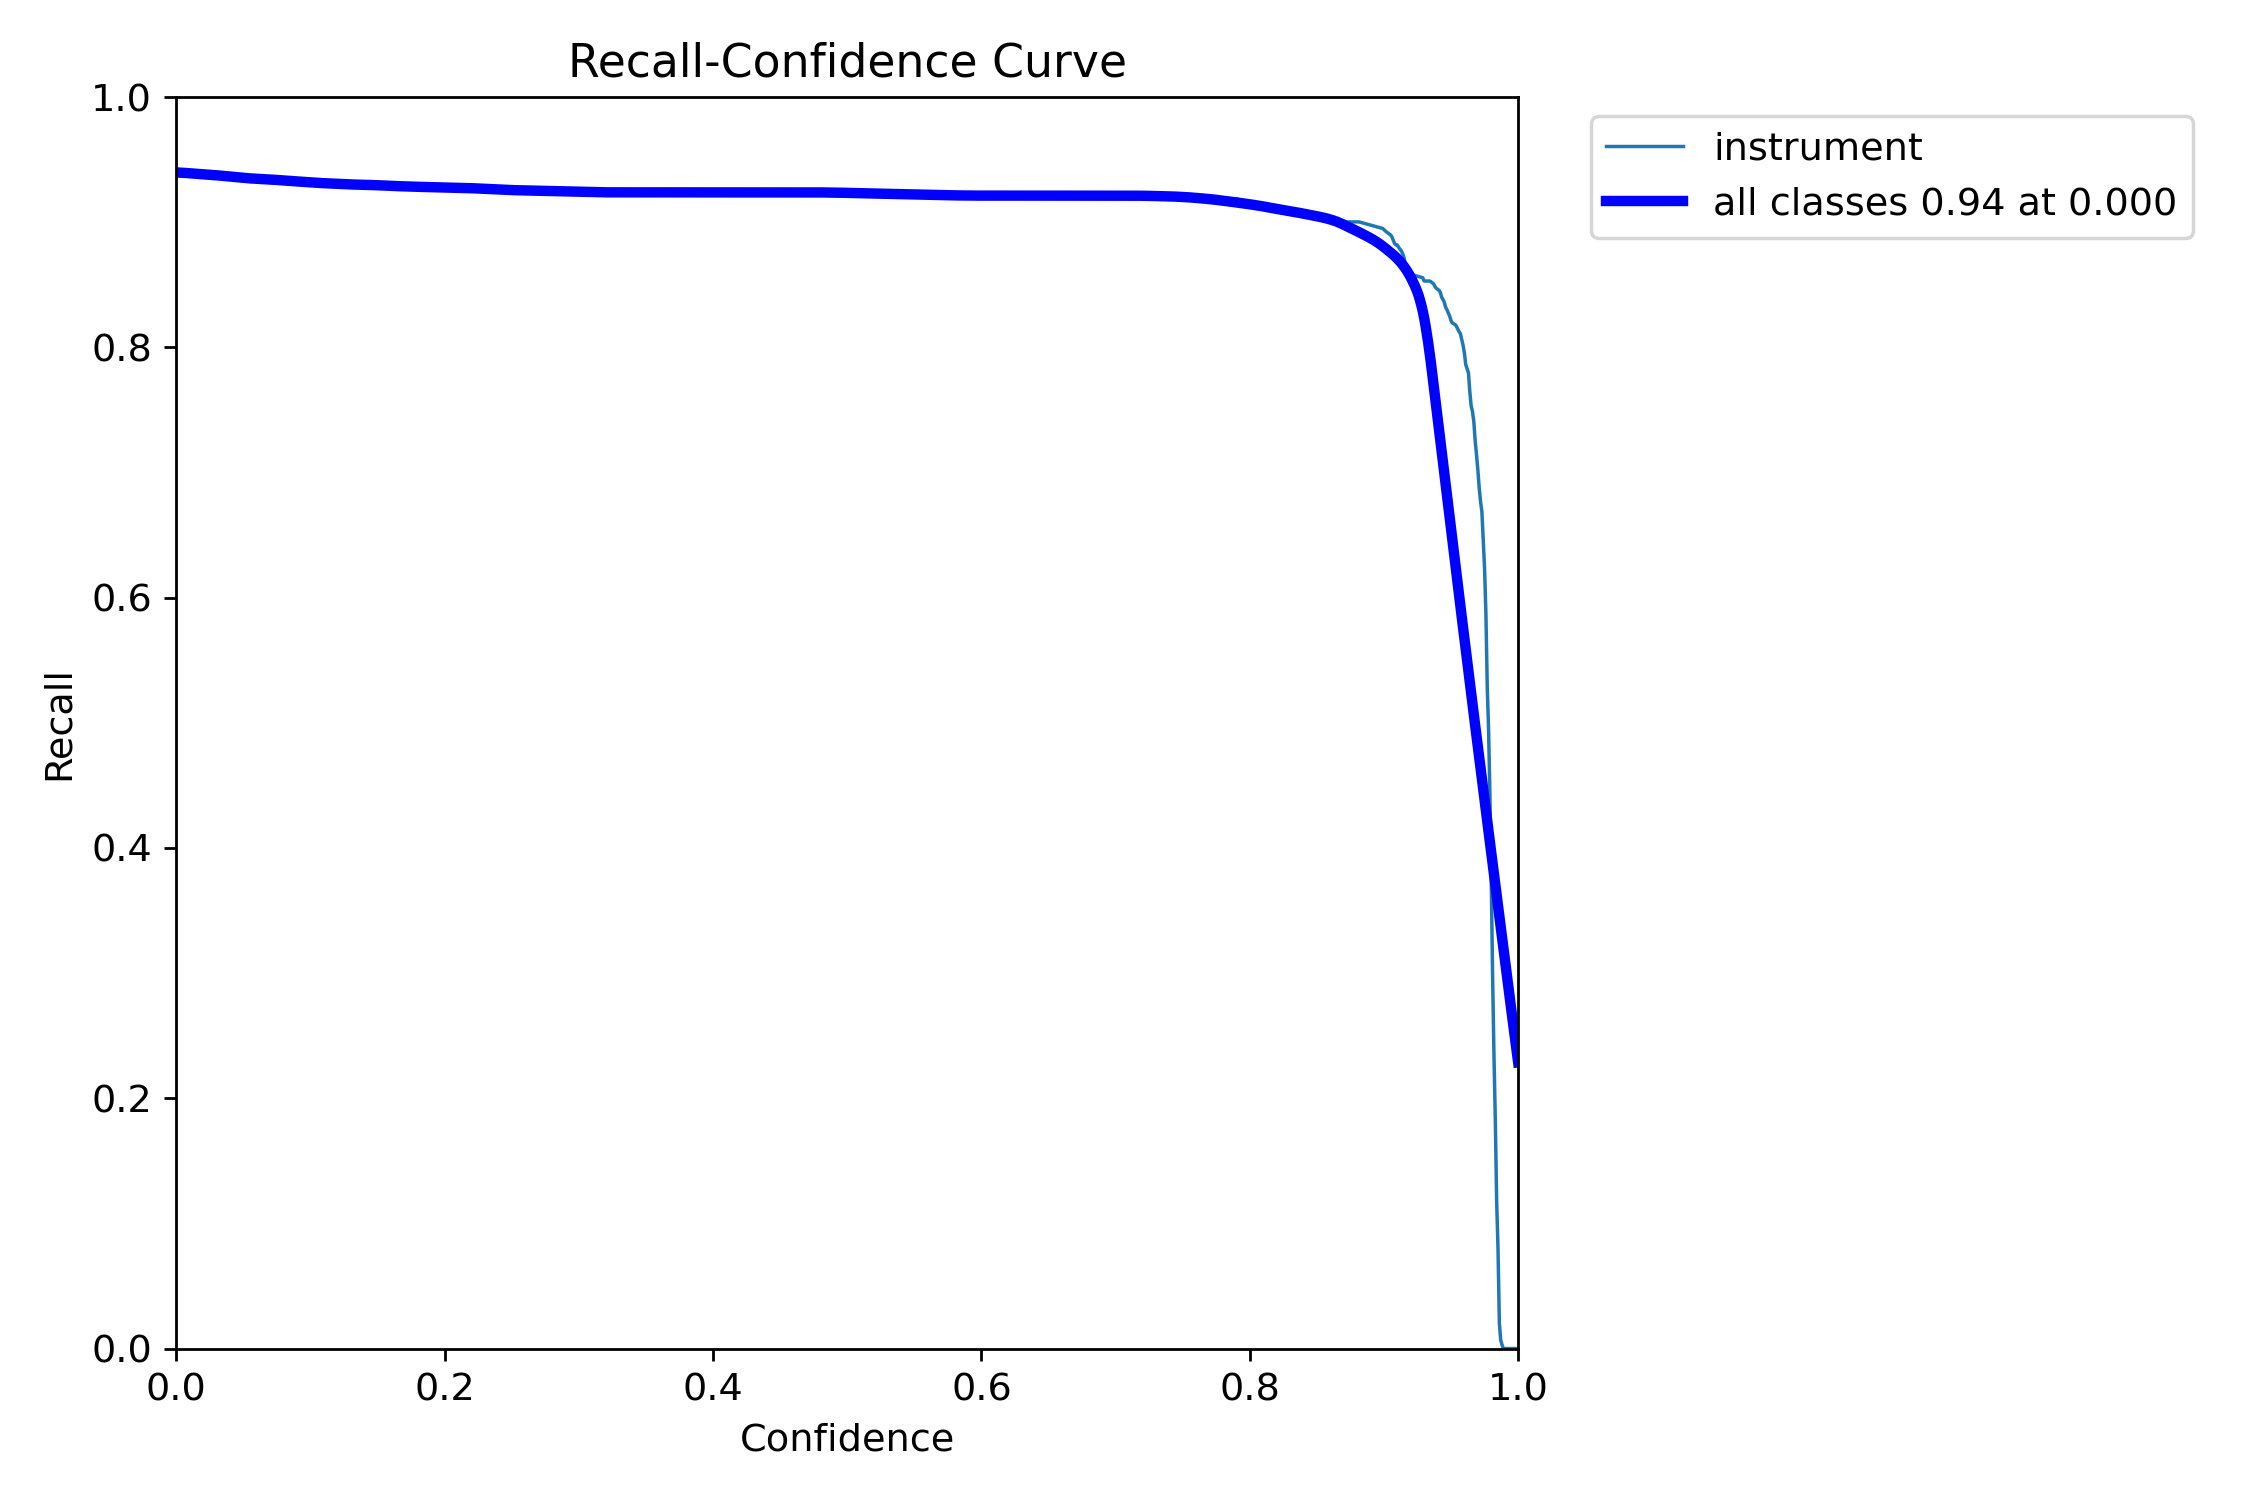 Recall-Confidence Curve
1.0
0.8
0.6
0.4
0.2
0.0
Recall
0.0 0.2 0.4 0.6 0.8 1.0
Confidence
instrument
all classes 0.94 at 0.000